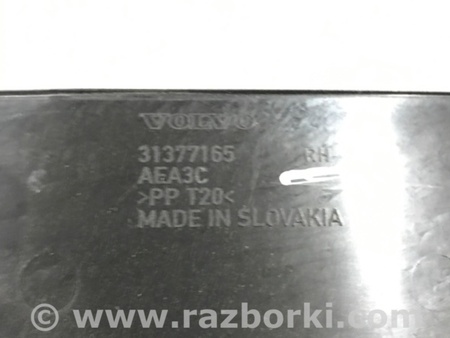 VOLVO
31377165 RH
AEA3C
>PP T20<
MADE IN SLOVAKIA
© www.razborki.com